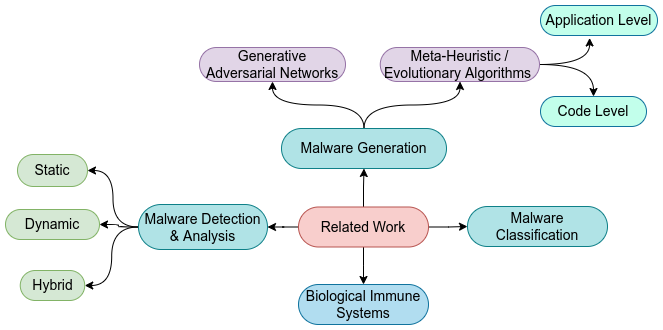 Application Level
Generative
Adversarial Networks
Meta-Heuristic /
Evolutionary Algorithms
Code Level
Malware Generation
Static
Dynamic
Hybrid
Malware Detection
& Analysis
Related Work
Malware
Classification
Biological Immune
Systems